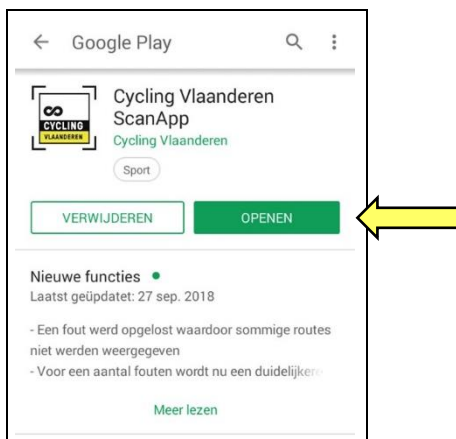 Google Play
Cycling Vlaanderen
ScanApp
CYCLING
VLAANDEREN
Cycling Vlaanderen
Sport
VERWIJDEREN
OPENEN
Nieuwe functies
Laatst geüpdatet: 27 sep. 2018
- Een fout werd opgelost waardoor sommige routes
niet werden weergegeven
- Voor een aantal fouten wordt nu een duidelijkere
Meer lezen